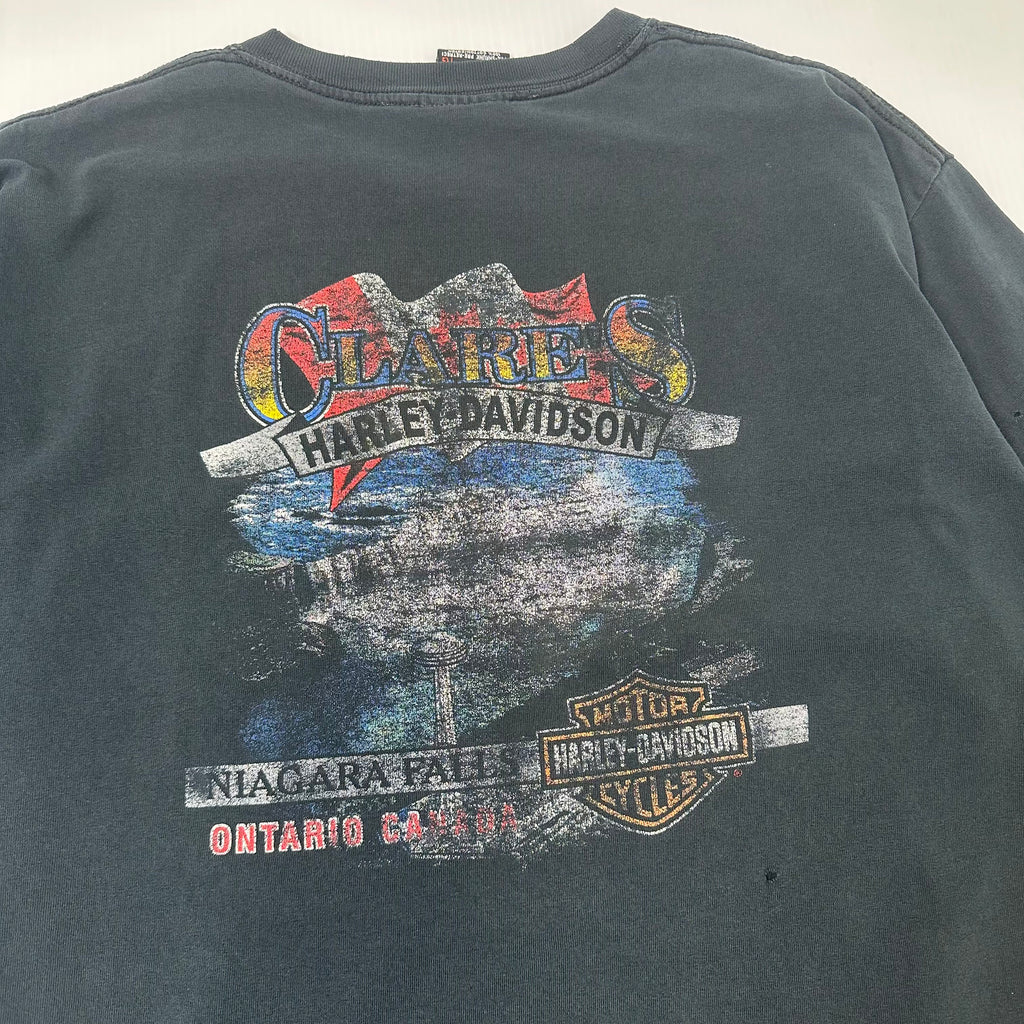 CLARE'S
HARLEY-DAVIDSON
MOTOR
HARLEY-DAVIDSON
CYCLES
NIAGARA FALLS
ONTARIO CANADA